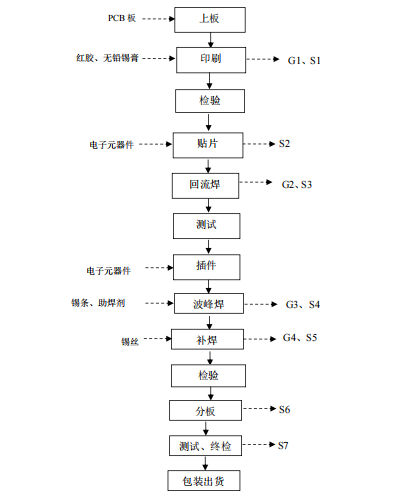 PCB 板 上板
红胶、无铅锡膏 印刷 G1、S1
检验
电子元器件 贴片 S2
回流焊 G2、S3
测试
电子元器件 插件
锡条、助焊剂 波峰焊 G3、S4
锡丝 补焊 G4、S5
检验
分板 S6
测试、终检 S7
包装出货